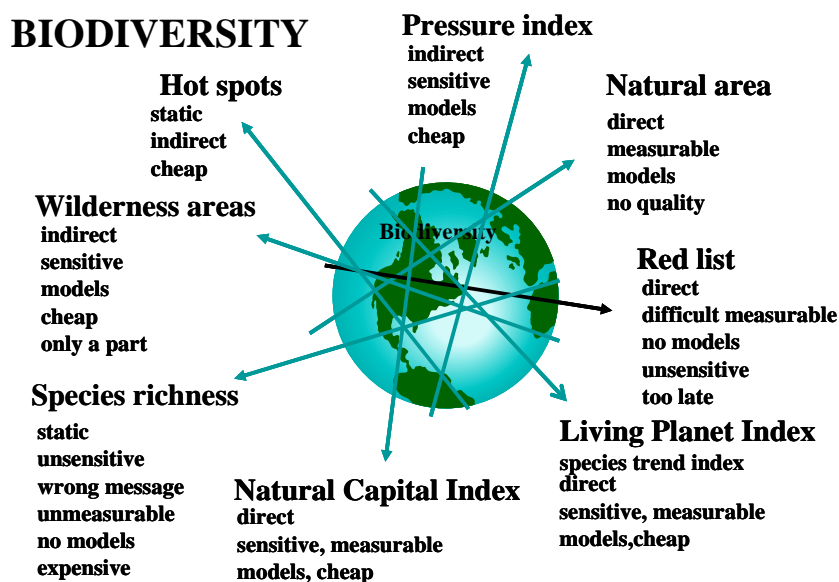 BIODIVERSITY
Pressure index
indirect
sensitive
models
cheap
Hot spots
static
indirect
cheap
Natural area
direct
measurable
models
no quality
Wilderness areas
indirect
sensitive
models
cheap
only a part
Biodiversity
Red list
direct
difficult measurable
no models
unsensitive
too late
Species richness
static
unsensitive
wrong message
unmeasurable
no models
expensive
Natural Capital Index
direct
sensitive, measurable
models, cheap
Living Planet Index
species trend index
direct
sensitive, measurable
models,cheap